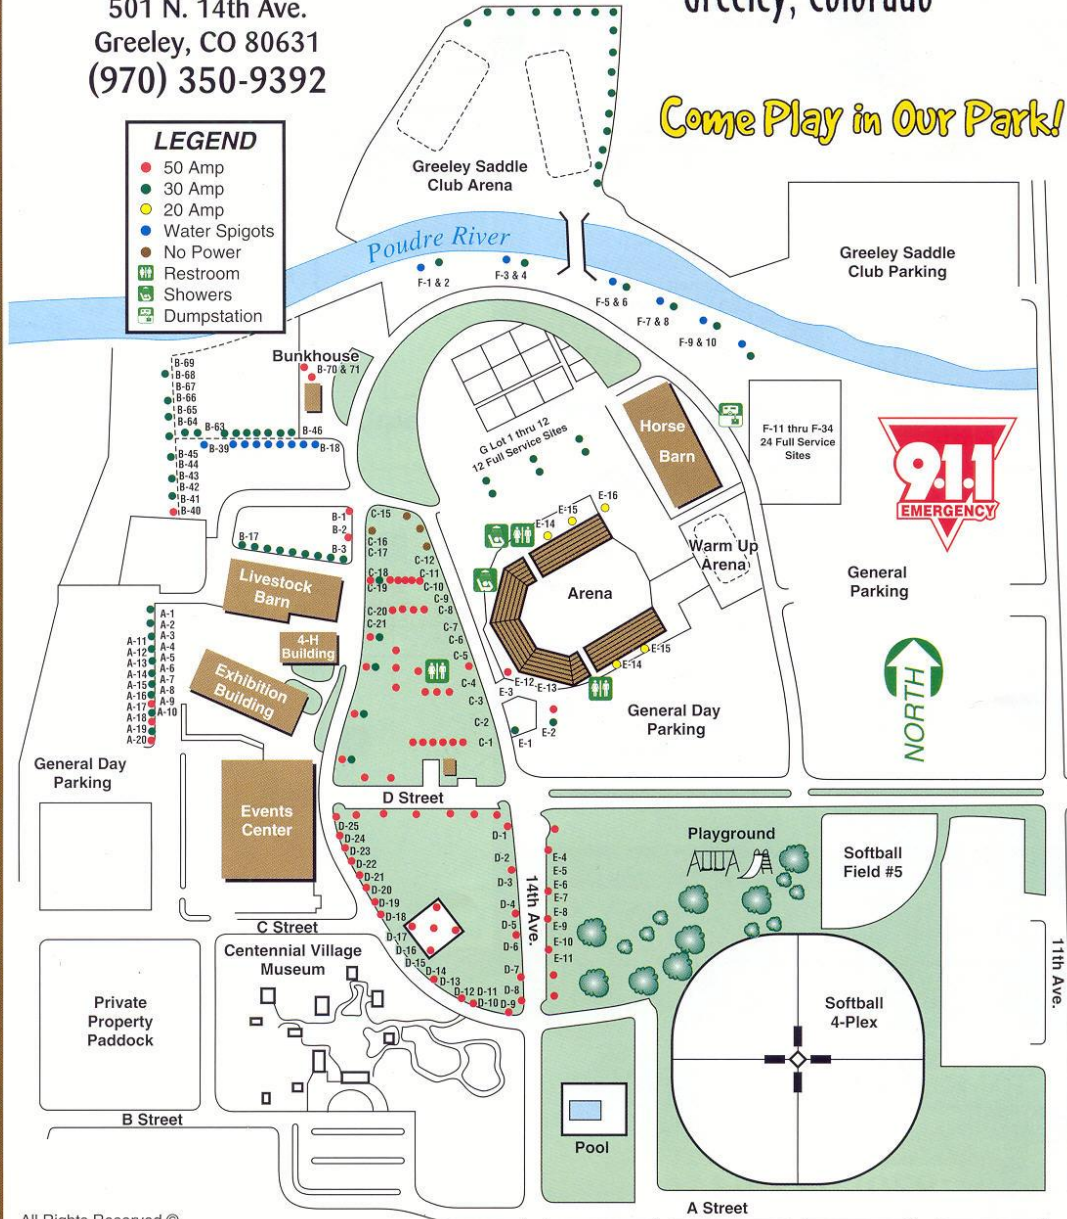 501 N. 14th Ave.
Greeley, CO 80631
(970) 350-9392
Greeley, Colorado
Come Play in Our Park!
LEGEND
50 Amp
30 Amp
20 Amp
Water Spigots
No Power
Restroom
Showers
Dumpstation
Greeley Saddle
Club Arena
Poudre River
Greeley Saddle
Club Parking
F-1 & 2
F-3 & 4
F-5 & 6
F-7 & 8
F-9 & 10
Bunkhouse
B-70 & 71
B-69
B-68
B-67
B-66
B-65
B-64
B-63
B-46
B-39
B-18
B-45
B-44
B-43
B-42
B-41
B-40
G Lot 1 thru 12
12 Full Service Sites
Horse
Barn
F-11 thru F-34
24 Full Service
Sites
911
EMERGENCY
B-1
B-2
B-3
B-17
C-15
C-16
C-17
C-12
C-18
C-11
C-19
C-10
C-9
C-20
C-8
C-21
C-7
C-6
C-5
C-4
C-3
C-2
C-1
E-16
E-15
E-14
Warm Up
Arena
Arena
General
Parking
Livestock
Barn
4-H
Building
Exhibition
Building
A-1
A-2
A-3
A-4
A-5
A-6
A-7
A-8
A-9
A-10
A-11
A-12
A-13
A-14
A-15
A-16
A-17
A-18
A-19
A-20
E-15
E-14
E-12
E-13
E-3
E-2
E-1
General Day
Parking
NORTH
General Day
Parking
Events
Center
D Street
D-25
D-24
D-23
D-22
D-21
D-20
D-19
D-18
D-17
D-16
D-15
D-14
D-13
D-12
D-11
D-10
D-9
D-8
D-7
D-6
D-5
D-4
D-3
D-2
D-1
14th Ave.
E-4
E-5
E-6
E-7
E-8
E-9
E-10
E-11
Playground
Softball
Field #5
C Street
Centennial Village
Museum
11th Ave.
Private
Property
Paddock
Softball
4-Plex
B Street
Pool
A Street
All Rights Reserved ©